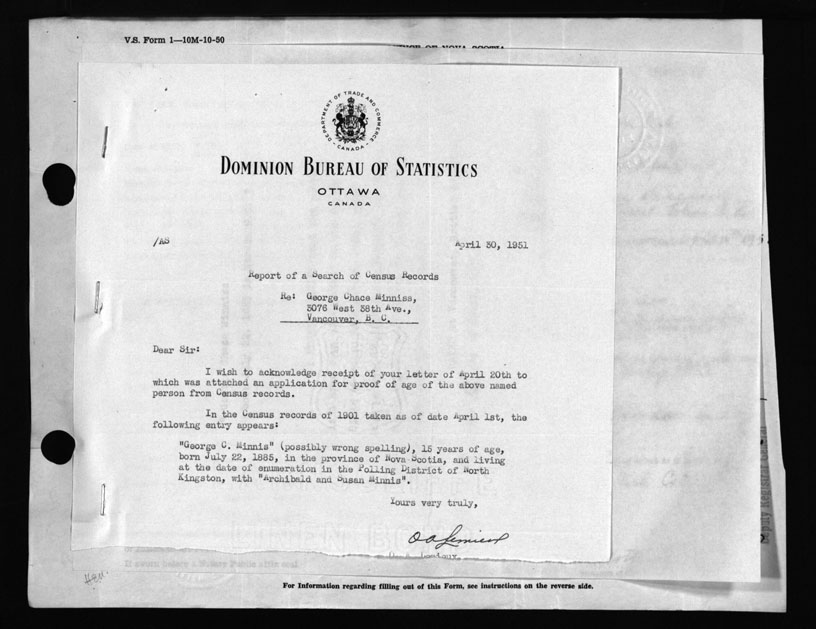 V.S. Form 1—10M-10-50
DEPARTMENT OF TRADE AND COMMERCE
CANADA
DOMINION BUREAU OF STATISTICS
OTTAWA
CANADA
/AS
April 30, 1951
Report of a Search of Census Records
Re: George Chace Minniss,
3076 West 38th Ave.,
Vancouver, B. C.
Dear Sir:
I wish to acknowledge receipt of your letter of April 20th to
which was attached an application for proof of age of the above named
person from Census records.
In the Census records of 1901 taken as of date April 1st, the
following entry appears:
"George C. Minnis" (possibly wrong spelling), 15 years of age,
born July 22, 1885, in the province of Nova Scotia, and living
at the date of enumeration in the Polling District of North
Kingston, with "Archibald and Susan Minnis".
Yours very truly,
For Information regarding filling out of this Form, see instructions on the reverse side.